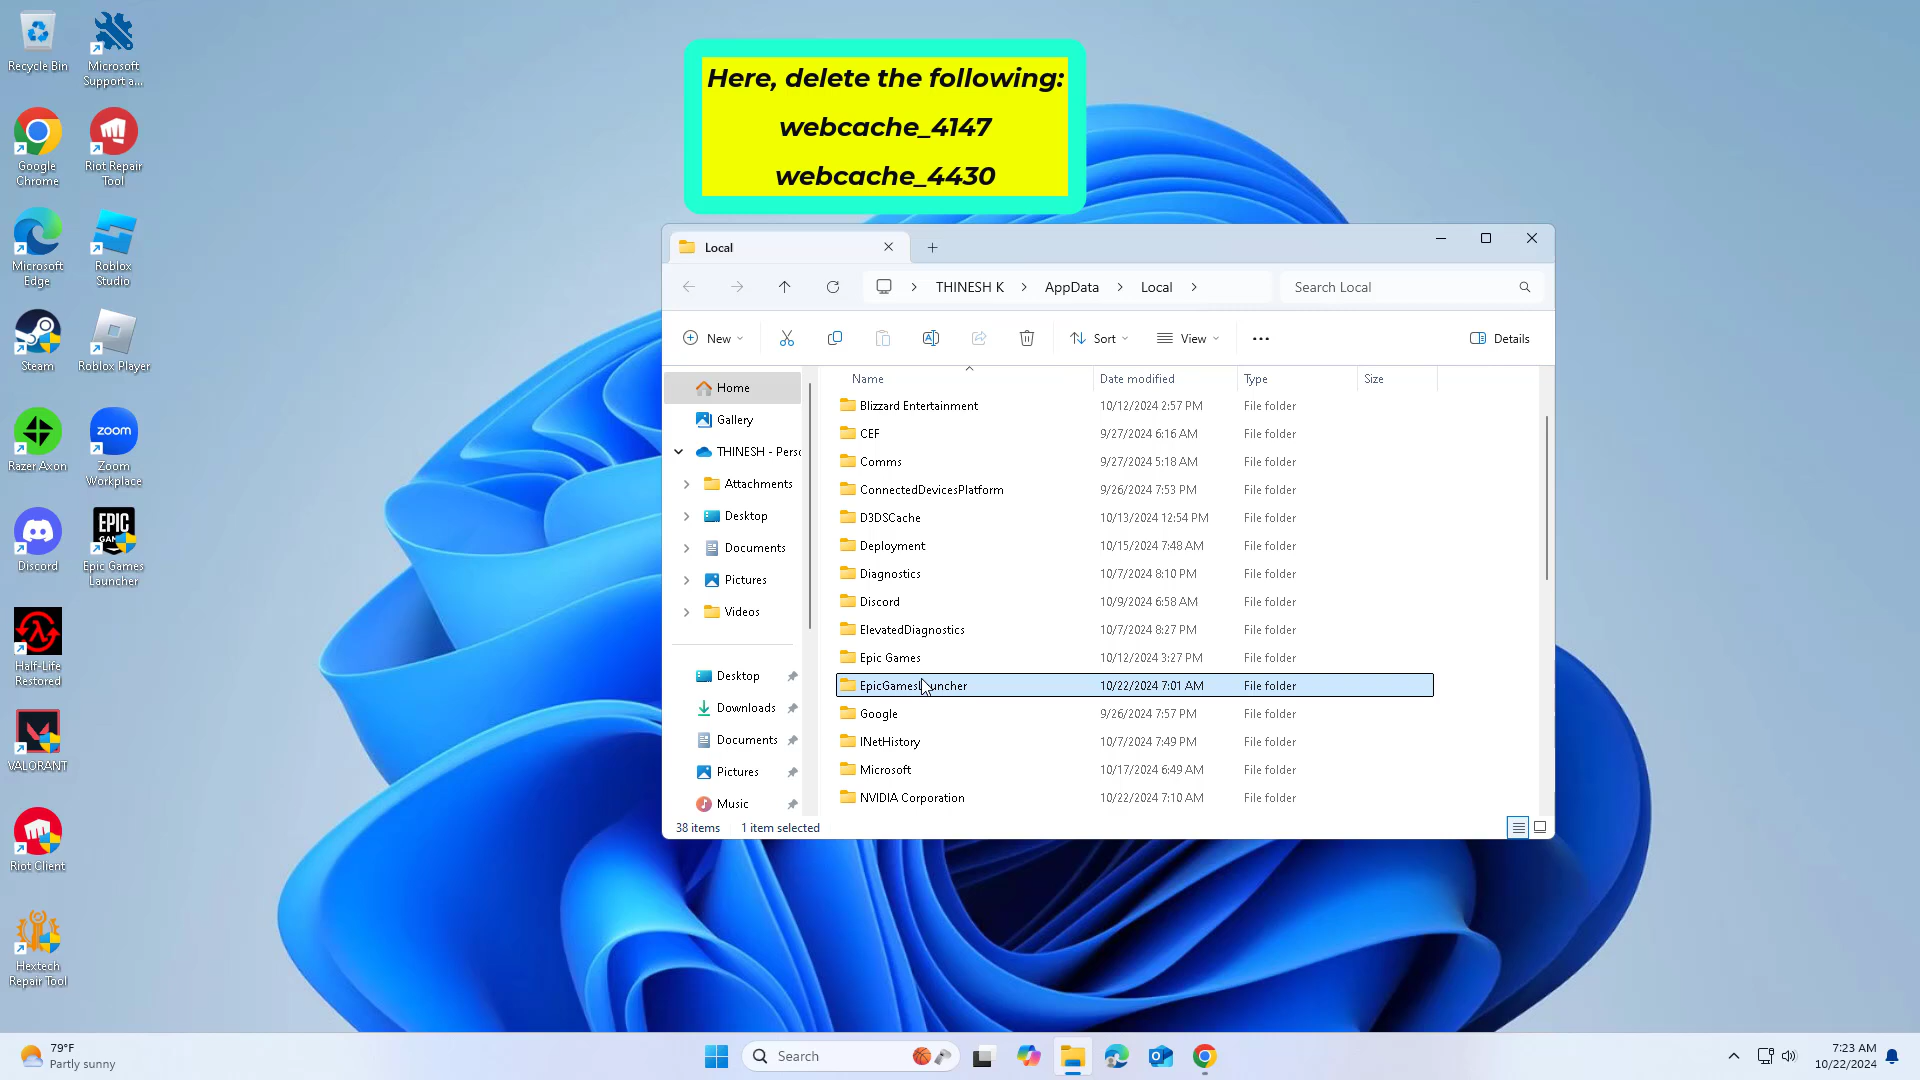 Here, delete the following:
webcache_4147
webcache_4430
Recycle Bin
Microsoft
Support a...
Google
Chrome
Riot Repair
Tool
Microsoft
Edge
Roblox
Studio
Steam
Roblox Player
Razer Axon
zoom
Zoom
Workplace
Discord
EPIC
GAMES
Epic Games
Launcher
Half-Life
Restored
VALORANT
Riot Client
Hextech
Repair Tool
Local
THINESH K
AppData
Local
Search Local
New
Sort
View
Details
Home
Gallery
THINESH - Perso
Attachments
Desktop
Documents
Pictures
Videos
Desktop
Downloads
Documents
Pictures
Music
Name Date modified Type Size
Blizzard Entertainment 10/12/2024 2:57 PM File folder
CEF 9/27/2024 6:16 AM File folder
Comms 9/27/2024 5:18 AM File folder
ConnectedDevicesPlatform 9/26/2024 7:53 PM File folder
D3DSCache 10/13/2024 12:54 PM File folder
Deployment 10/15/2024 7:48 AM File folder
Diagnostics 10/7/2024 8:10 PM File folder
Discord 10/9/2024 6:58 AM File folder
ElevatedDiagnostics 10/7/2024 8:27 PM File folder
Epic Games 10/12/2024 3:27 PM File folder
EpicGamesLauncher 10/22/2024 7:01 AM File folder
Google 9/26/2024 7:57 PM File folder
INetHistory 10/7/2024 7:49 PM File folder
Microsoft 10/17/2024 6:49 AM File folder
NVIDIA Corporation 10/22/2024 7:10 AM File folder
38 items 1 item selected
79°F
Partly sunny
Search
7:23 AM
10/22/2024